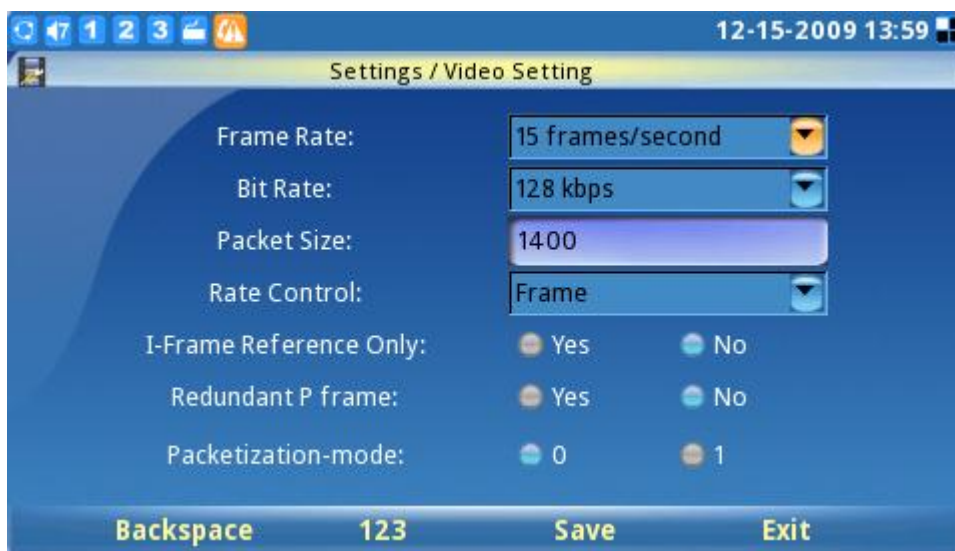 47 1 2 3 12-15-2009 13:59
Settings / Video Setting
Frame Rate: 15 frames/second
Bit Rate: 128 kbps
Packet Size: 1400
Rate Control: Frame
I-Frame Reference Only: Yes No
Redundant P frame: Yes No
Packetization-mode: 0 1
Backspace 123 Save Exit